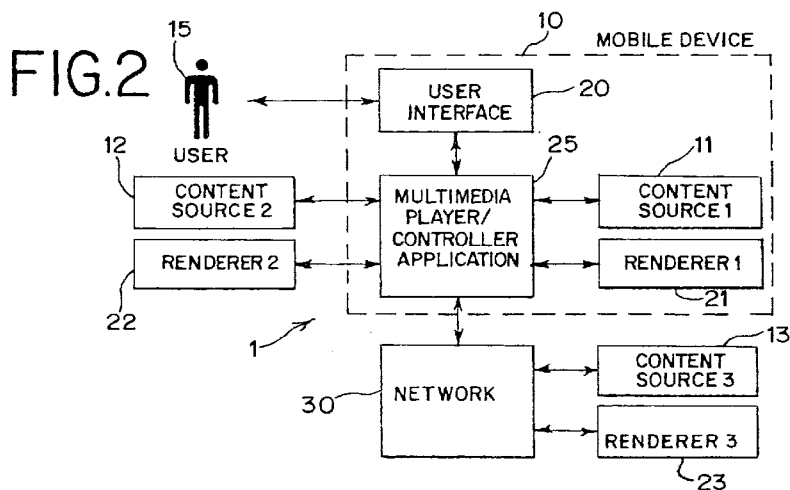 FIG.2
15
10
MOBILE DEVICE
USER
INTERFACE
20
USER
12
25
11
CONTENT
SOURCE 2
MULTIMEDIA
PLAYER/
CONTROLLER
APPLICATION
CONTENT
SOURCE 1
RENDERER 2
RENDERER 1
22
21
1
13
30
NETWORK
CONTENT
SOURCE 3
RENDERER 3
23